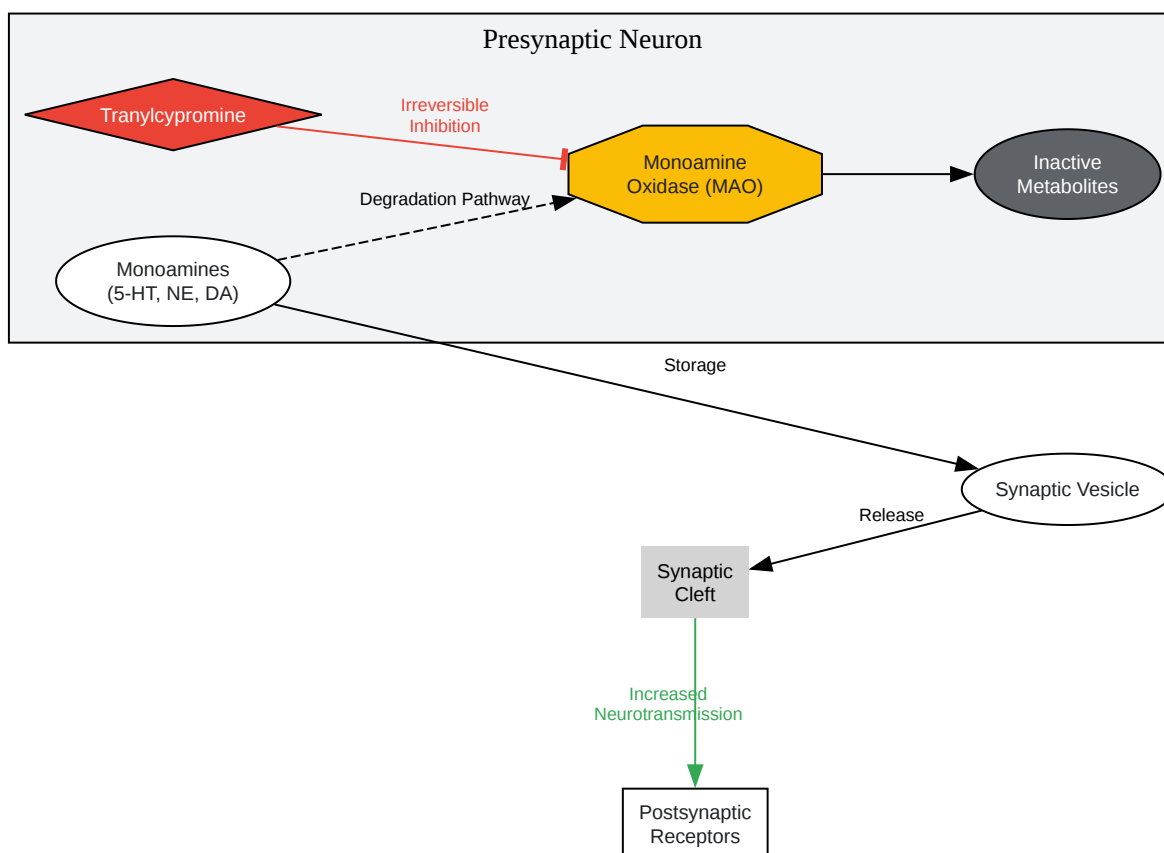 Presynaptic Neuron
Tranylcypromine
Irreversible
Inhibition
Monoamine
Oxidase (MAO)
Inactive
Metabolites
Degradation Pathway
Monoamines
(5-HT, NE, DA)
Storage
Synaptic Vesicle
Release
Synaptic
Cleft
Increased
Neurotransmission
Postsynaptic
Receptors